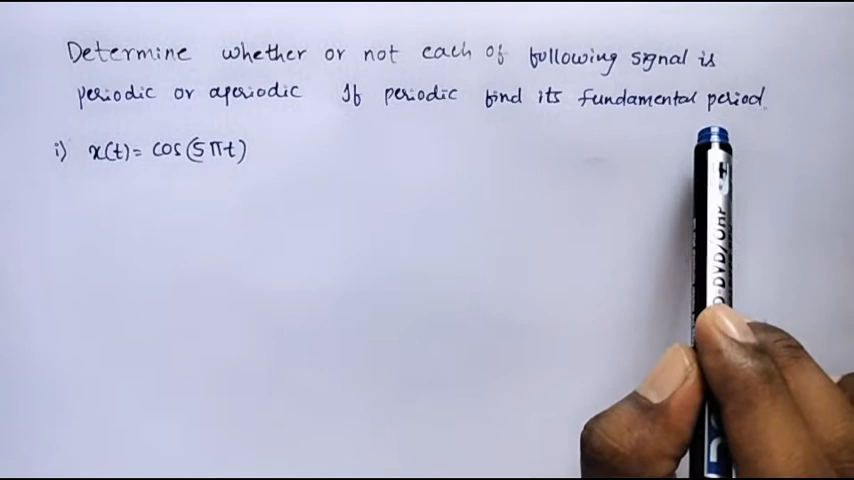 Determine whether or not each of following signal is
periodic or aperiodic If periodic find its fundamental period.
i) x(t) = cos(5πt)